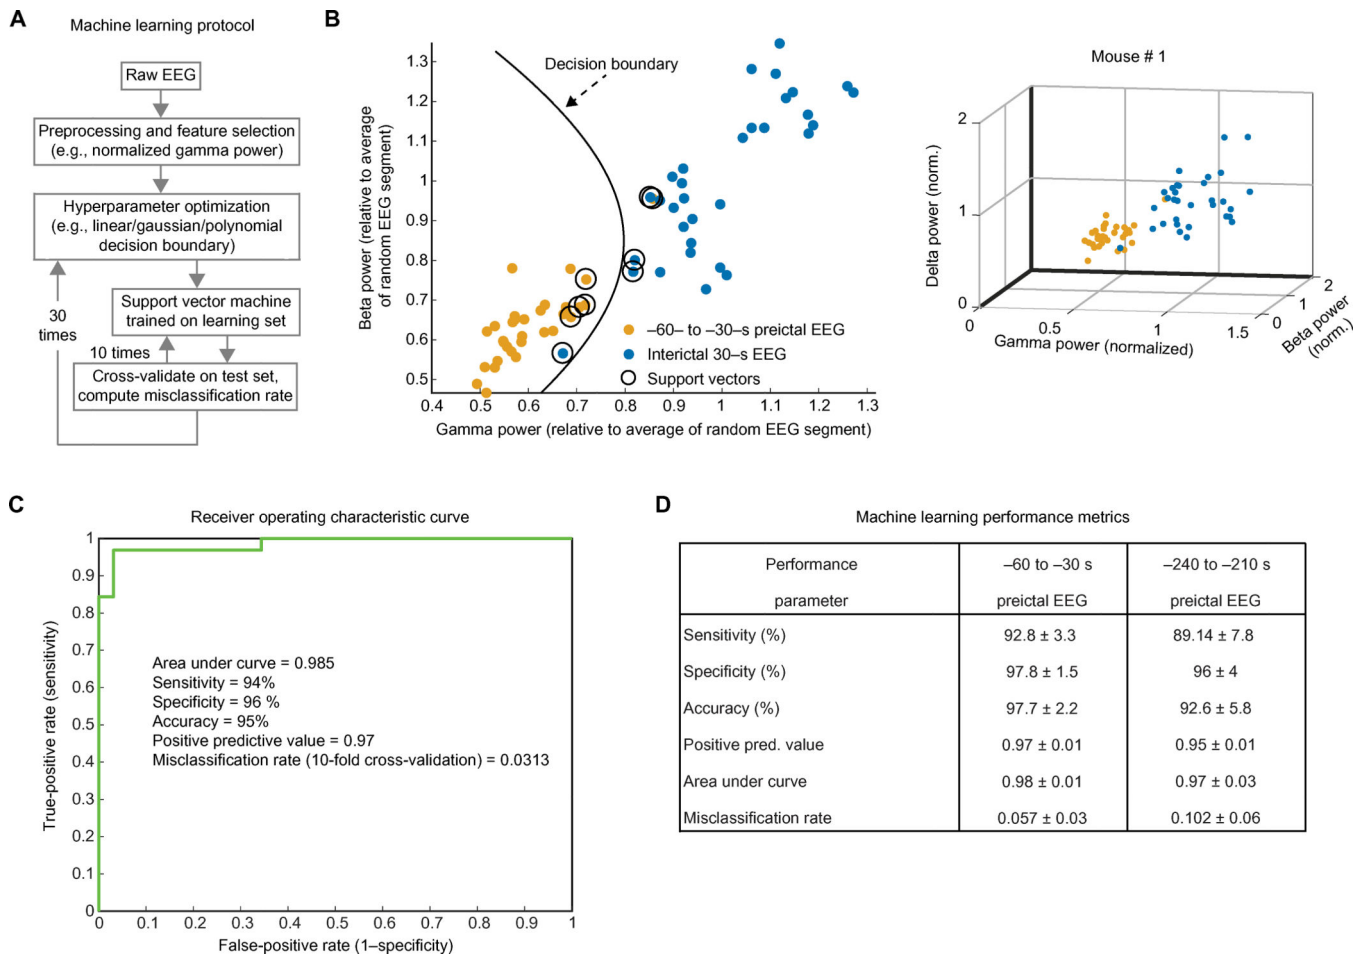 A
Machine learning protocol
Raw EEG
Preprocessing and feature selection
(e.g., normalized gamma power)
Hyperparameter optimization
(e.g., linear/gaussian/polynomial
decision boundary)
30
times
Support vector machine
trained on learning set
10 times
Cross-validate on test set,
compute misclassification rate
B
Beta power (relative to average
of random EEG segment)
1.3
1.2
1.1
1
0.9
0.8
0.7
0.6
0.5
0.4 0.5 0.6 0.7 0.8 0.9 1 1.1 1.2 1.3
Gamma power (relative to average of random EEG segment)
Decision boundary
–60– to –30–s preictal EEG
Interictal 30–s EEG
Support vectors
Mouse # 1
Delta power (norm.)
2
1
0
0 0.5 1 1.5
Gamma power (normalized)
0 1 2
Beta power
(norm.)
C
Receiver operating characteristic curve
True-positive rate (sensitivity)
1
0.9
0.8
0.7
0.6
0.5
0.4
0.3
0.2
0.1
0
Area under curve = 0.985
Sensitivity = 94%
Specificity = 96 %
Accuracy = 95%
Positive predictive value = 0.97
Misclassification rate (10-fold cross-validation) = 0.0313
0 0.1 0.2 0.3 0.4 0.5 0.6 0.7 0.8 0.9 1
False-positive rate (1–specificity)
D
Machine learning performance metrics
Performance –60 to –30 s –240 to –210 s
parameter preictal EEG preictal EEG
Sensitivity (%) 92.8 ± 3.3 89.14 ± 7.8
Specificity (%) 97.8 ± 1.5 96 ± 4
Accuracy (%) 97.7 ± 2.2 92.6 ± 5.8
Positive pred. value 0.97 ± 0.01 0.95 ± 0.01
Area under curve 0.98 ± 0.01 0.97 ± 0.03
Misclassification rate 0.057 ± 0.03 0.102 ± 0.06